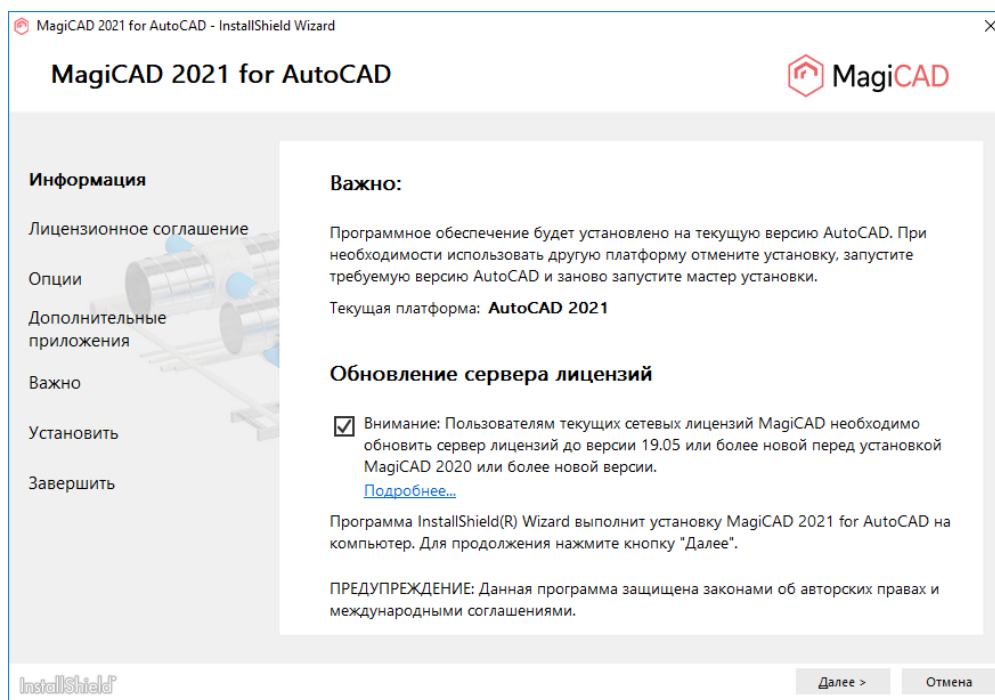 MagiCAD 2021 for AutoCAD - InstallShield Wizard
MagiCAD 2021 for AutoCAD
MagiCAD
Информация
Лицензионное соглашение
Опции
Дополнительные
приложения
Важно
Установить
Завершить
Важно:
Программное обеспечение будет установлено на текущую версию AutoCAD. При
необходимости использовать другую платформу отмените установку, запустите
требуемую версию AutoCAD и заново запустите мастер установки.
Текущая платформа: AutoCAD 2021
Обновление сервера лицензий
Внимание: Пользователям текущих сетевых лицензий MagiCAD необходимо
обновить сервер лицензий до версии 19.05 или более новой перед установкой
MagiCAD 2020 или более новой версии.
Подробнее...
Программа InstallShield(R) Wizard выполнит установку MagiCAD 2021 for AutoCAD на
компьютер. Для продолжения нажмите кнопку "Далее".
ПРЕДУПРЕЖДЕНИЕ: Данная программа защищена законами об авторских правах и
международными соглашениями.
InstallShield
Далее >
Отмена